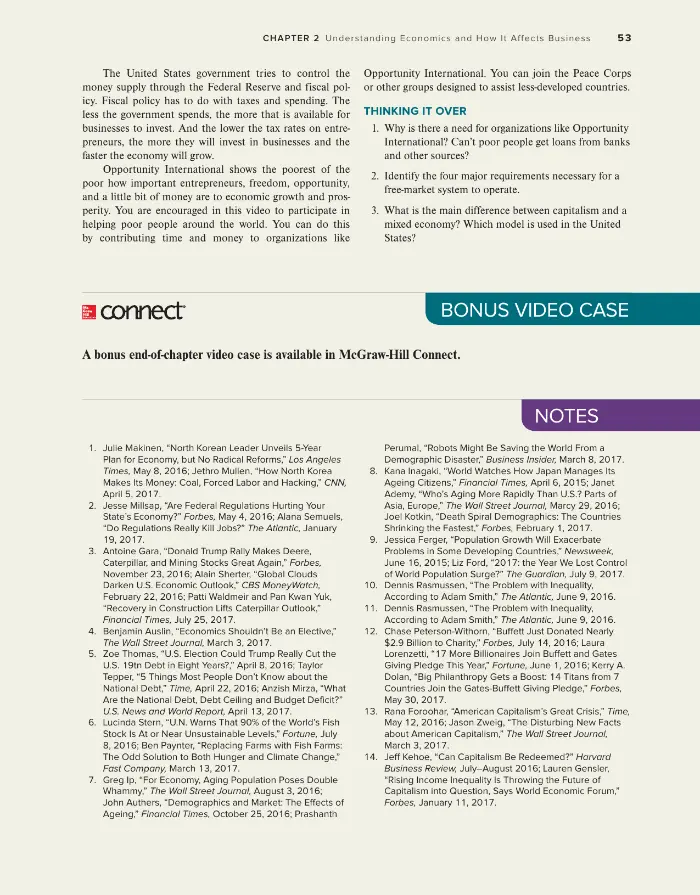 CHAPTER 2 Understanding Economics and How It Affects Business 53
The United States government tries to control the
money supply through the Federal Reserve and fiscal pol-
icy. Fiscal policy has to do with taxes and spending. The
less the government spends, the more that is available for
businesses to invest. And the lower the tax rates on entre-
preneurs, the more they will invest in businesses and the
faster the economy will grow.
Opportunity International shows the poorest of the
poor how important entrepreneurs, freedom, opportunity,
and a little bit of money are to economic growth and pros-
perity. You are encouraged in this video to participate in
helping poor people around the world. You can do this
by contributing time and money to organizations like
Opportunity International. You can join the Peace Corps
or other groups designed to assist less-developed countries.
THINKING IT OVER
1. Why is there a need for organizations like Opportunity
International? Can't poor people get loans from banks
and other sources?
2. Identify the four major requirements necessary for a
free-market system to operate.
3. What is the main difference between capitalism and a
mixed economy? Which model is used in the United
States?
Mc Graw Hill connect®
BONUS VIDEO CASE
A bonus end-of-chapter video case is available in McGraw-Hill Connect.
NOTES
1. Julie Makinen, “North Korean Leader Unveils 5-Year
Plan for Economy, but No Radical Reforms,” Los Angeles
Times, May 8, 2016; Jethro Mullen, “How North Korea
Makes Its Money: Coal, Forced Labor and Hacking,” CNN,
April 5, 2017.
2. Jesse Millsap, “Are Federal Regulations Hurting Your
State's Economy?” Forbes, May 4, 2016; Alana Semuels,
“Do Regulations Really Kill Jobs?” The Atlantic, January
19, 2017.
3. Antoine Gara, “Donald Trump Rally Makes Deere,
Caterpillar, and Mining Stocks Great Again,” Forbes,
November 23, 2016; Alain Sherter, “Global Clouds
Darken U.S. Economic Outlook,” CBS MoneyWatch,
February 22, 2016; Patti Waldmeir and Pan Kwan Yuk,
“Recovery in Construction Lifts Caterpillar Outlook,”
Financial Times, July 25, 2017.
4. Benjamin Auslin, “Economics Shouldn't Be an Elective,”
The Wall Street Journal, March 3, 2017.
5. Zoe Thomas, “U.S. Election Could Trump Really Cut the
U.S. 19tn Debt in Eight Years?,” April 8, 2016; Taylor
Tepper, “5 Things Most People Don't Know about the
National Debt,” Time, April 22, 2016; Anzish Mirza, “What
Are the National Debt, Debt Ceiling and Budget Deficit?”
U.S. News and World Report, April 13, 2017.
6. Lucinda Stern, “U.N. Warns That 90% of the World's Fish
Stock Is At or Near Unsustainable Levels,” Fortune, July
8, 2016; Ben Paynter, “Replacing Farms with Fish Farms:
The Odd Solution to Both Hunger and Climate Change,”
Fast Company, March 13, 2017.
7. Greg Ip, “For Economy, Aging Population Poses Double
Whammy,” The Wall Street Journal, August 3, 2016;
John Authers, “Demographics and Market: The Effects of
Ageing,” Financial Times, October 25, 2016; Prashanth
Perumal, “Robots Might Be Saving the World From a
Demographic Disaster,” Business Insider, March 8, 2017.
8. Kana Inagaki, “World Watches How Japan Manages Its
Ageing Citizens,” Financial Times, April 6, 2015; Janet
Ademy, “Who's Aging More Rapidly Than U.S.? Parts of
Asia, Europe,” The Wall Street Journal, Marcy 29, 2016;
Joel Kotkin, “Death Spiral Demographics: The Countries
Shrinking the Fastest,” Forbes, February 1, 2017.
9. Jessica Ferger, “Population Growth Will Exacerbate
Problems in Some Developing Countries,” Newsweek,
June 16, 2015; Liz Ford, “2017: the Year We Lost Control
of World Population Surge?” The Guardian, July 9, 2017.
10. Dennis Rasmussen, “The Problem with Inequality,
According to Adam Smith,” The Atlantic, June 9, 2016.
11. Dennis Rasmussen, “The Problem with Inequality,
According to Adam Smith,” The Atlantic, June 9, 2016.
12. Chase Peterson-Withorn, “Buffett Just Donated Nearly
$2.9 Billion to Charity,” Forbes, July 14, 2016; Laura
Lorenzetti, “17 More Billionaires Join Buffett and Gates
Giving Pledge This Year,” Fortune, June 1, 2016; Kerry A.
Dolan, “Big Philanthropy Gets a Boost: 14 Titans from 7
Countries Join the Gates-Buffett Giving Pledge,” Forbes,
May 30, 2017.
13. Rana Foroohar, “American Capitalism's Great Crisis,” Time,
May 12, 2016; Jason Zweig, “The Disturbing New Facts
about American Capitalism,” The Wall Street Journal,
March 3, 2017.
14. Jeff Kehoe, “Can Capitalism Be Redeemed?” Harvard
Business Review, July–August 2016; Lauren Gensler,
“Rising Income Inequality Is Throwing the Future of
Capitalism into Question, Says World Economic Forum,”
Forbes, January 11, 2017.